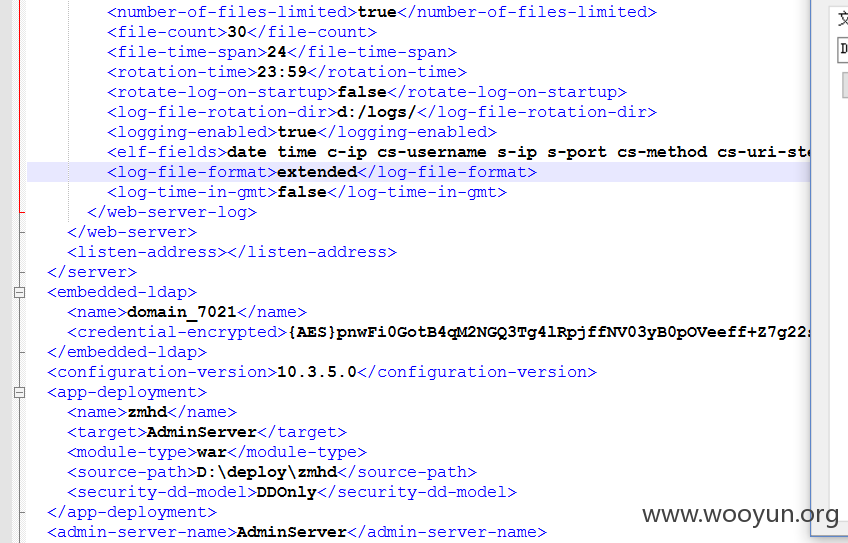 <number-of-files-limited>true</number-of-files-limited>
<file-count>30</file-count>
<file-time-span>24</file-time-span>
<rotation-time>23:59</rotation-time>
<rotate-log-on-startup>false</rotate-log-on-startup>
<log-file-rotation-dir>d:/logs/</log-file-rotation-dir>
<logging-enabled>true</logging-enabled>
<elf-fields>date time c-ip cs-username s-ip s-port cs-method cs-uri-ste
<log-file-format>extended</log-file-format>
<log-time-in-gmt>false</log-time-in-gmt>
</web-server-log>
</web-server>
<listen-address></listen-address>
</server>
<embedded-ldap>
<name>domain_7021</name>
<credential-encrypted>{AES}pnwFi0GotB4qM2NGQ3Tg4lRpjffNV03yB0pOVeeff+Z7g22s
</embedded-ldap>
<configuration-version>10.3.5.0</configuration-version>
<app-deployment>
<name>zmhd</name>
<target>AdminServer</target>
<module-type>war</module-type>
<source-path>D:\deploy\zmhd</source-path>
<security-dd-model>DDOnly</security-dd-model>
</app-deployment>
<admin-server-name>AdminServer</admin-server-name>
文
D
www.wooyun.org